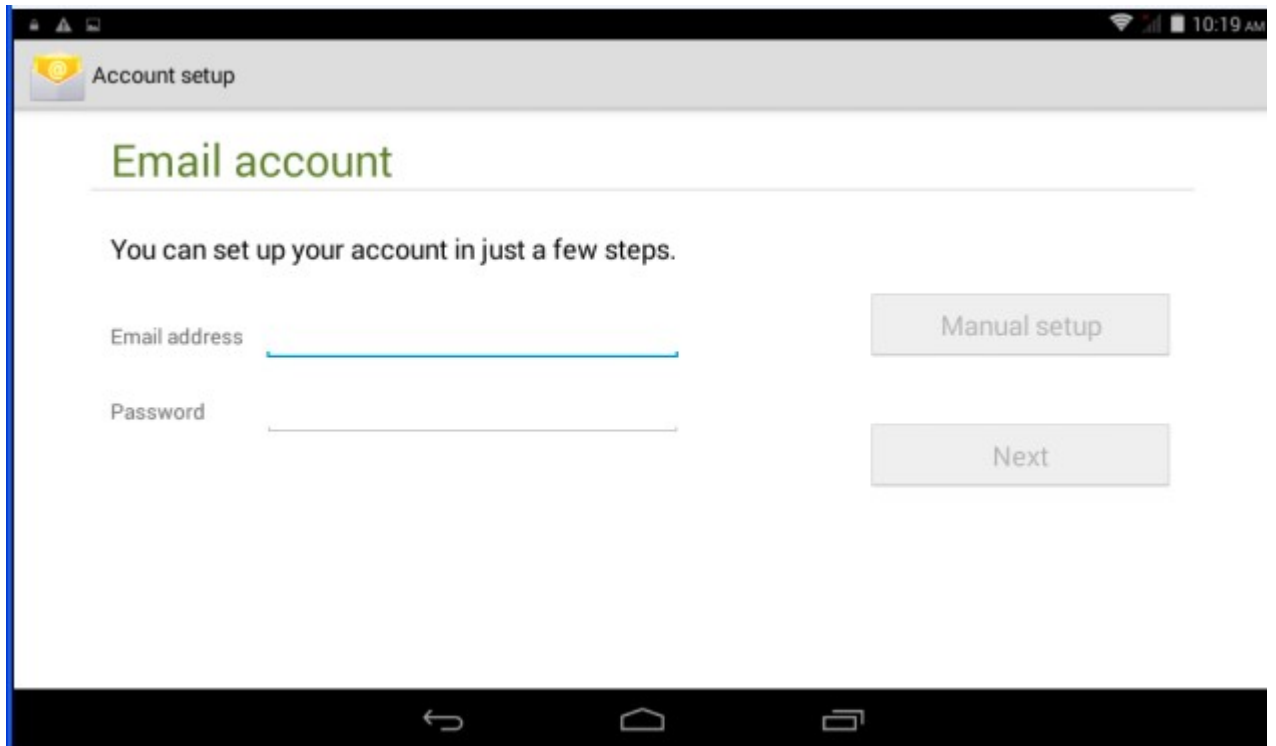 10:19 AM
Account setup
Email account
You can set up your account in just a few steps.
Email address
Manual setup
Password
Next